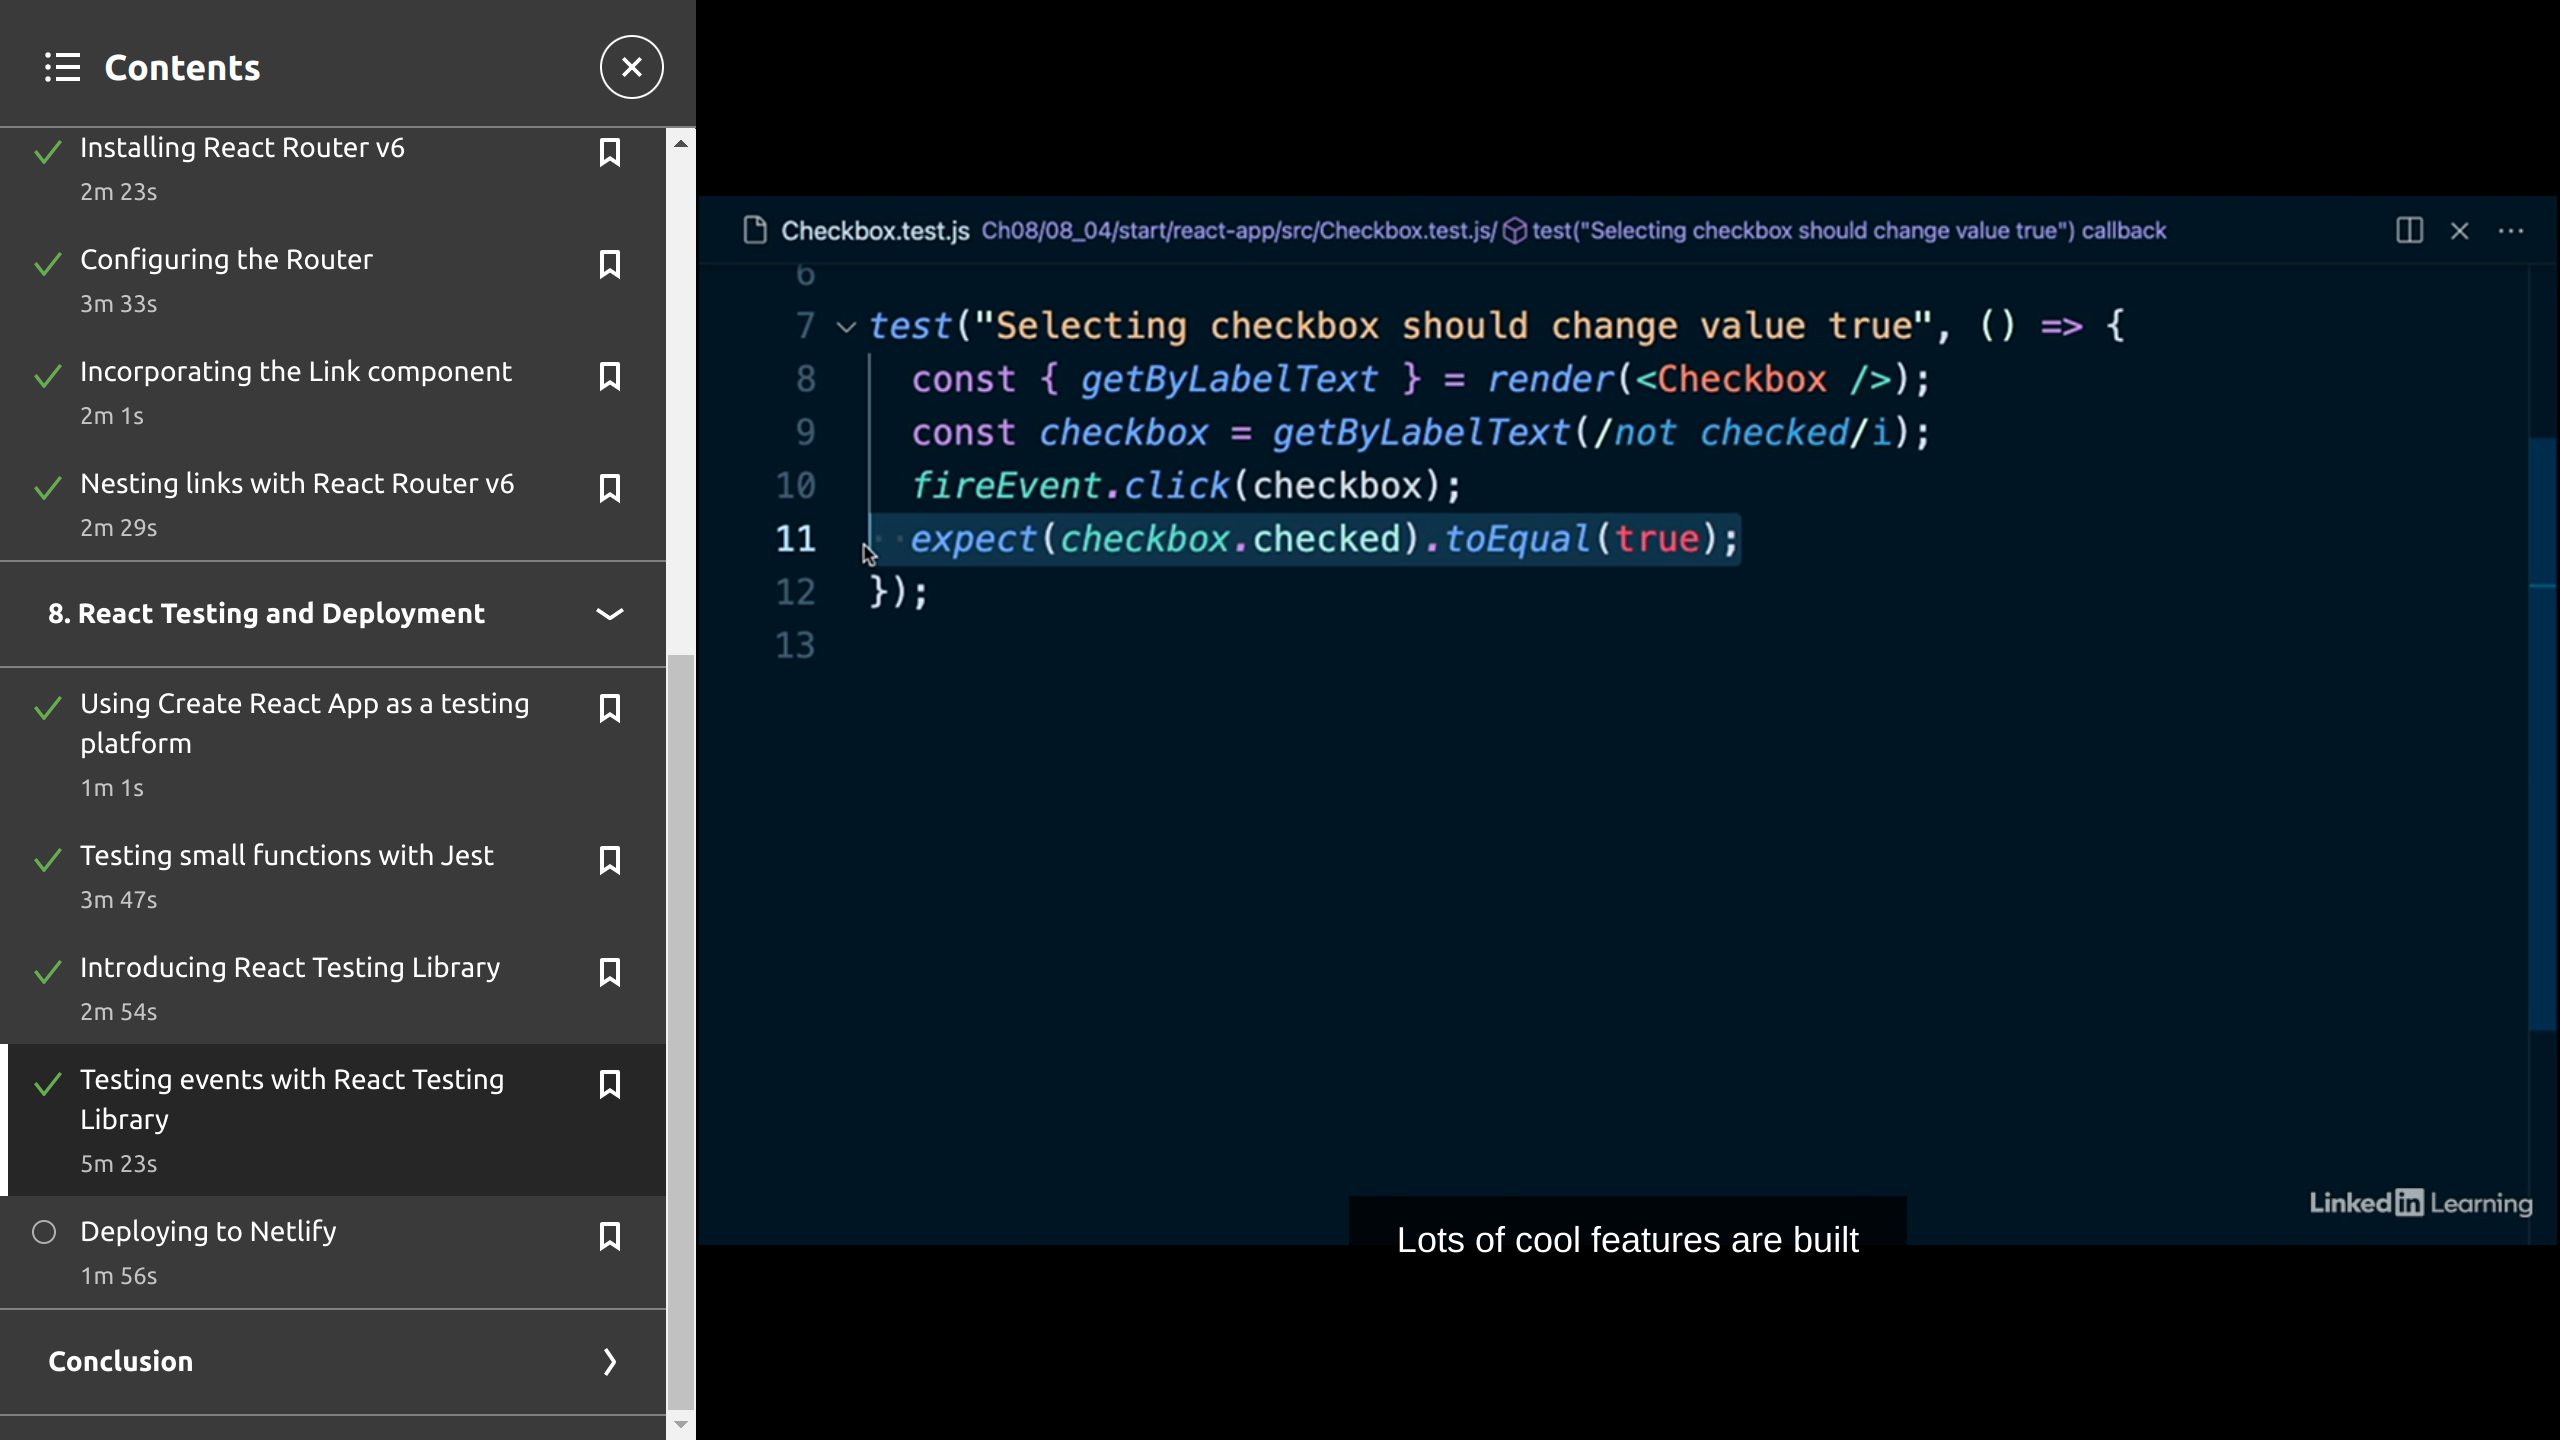 Contents
Installing React Router v6
2m 23s
Configuring the Router
3m 33s
Incorporating the Link component
2m 1s
Nesting links with React Router v6
2m 29s
8. React Testing and Deployment
Using Create React App as a testing
platform
1m 1s
Testing small functions with Jest
3m 47s
Introducing React Testing Library
2m 54s
Testing events with React Testing
Library
5m 23s
Deploying to Netlify
1m 56s
Conclusion
Checkbox.test.js Ch08/08_04/start/react-app/src/Checkbox.test.js/ test("Selecting checkbox should change value true") callback
6
7 test("Selecting checkbox should change value true", () => {
8 const { getByLabelText } = render(<Checkbox />);
9 const checkbox = getByLabelText(/not checked/i);
10 fireEvent.click(checkbox);
11 expect(checkbox.checked).toEqual(true);
12 });
13
LinkedIn Learning
Lots of cool features are built